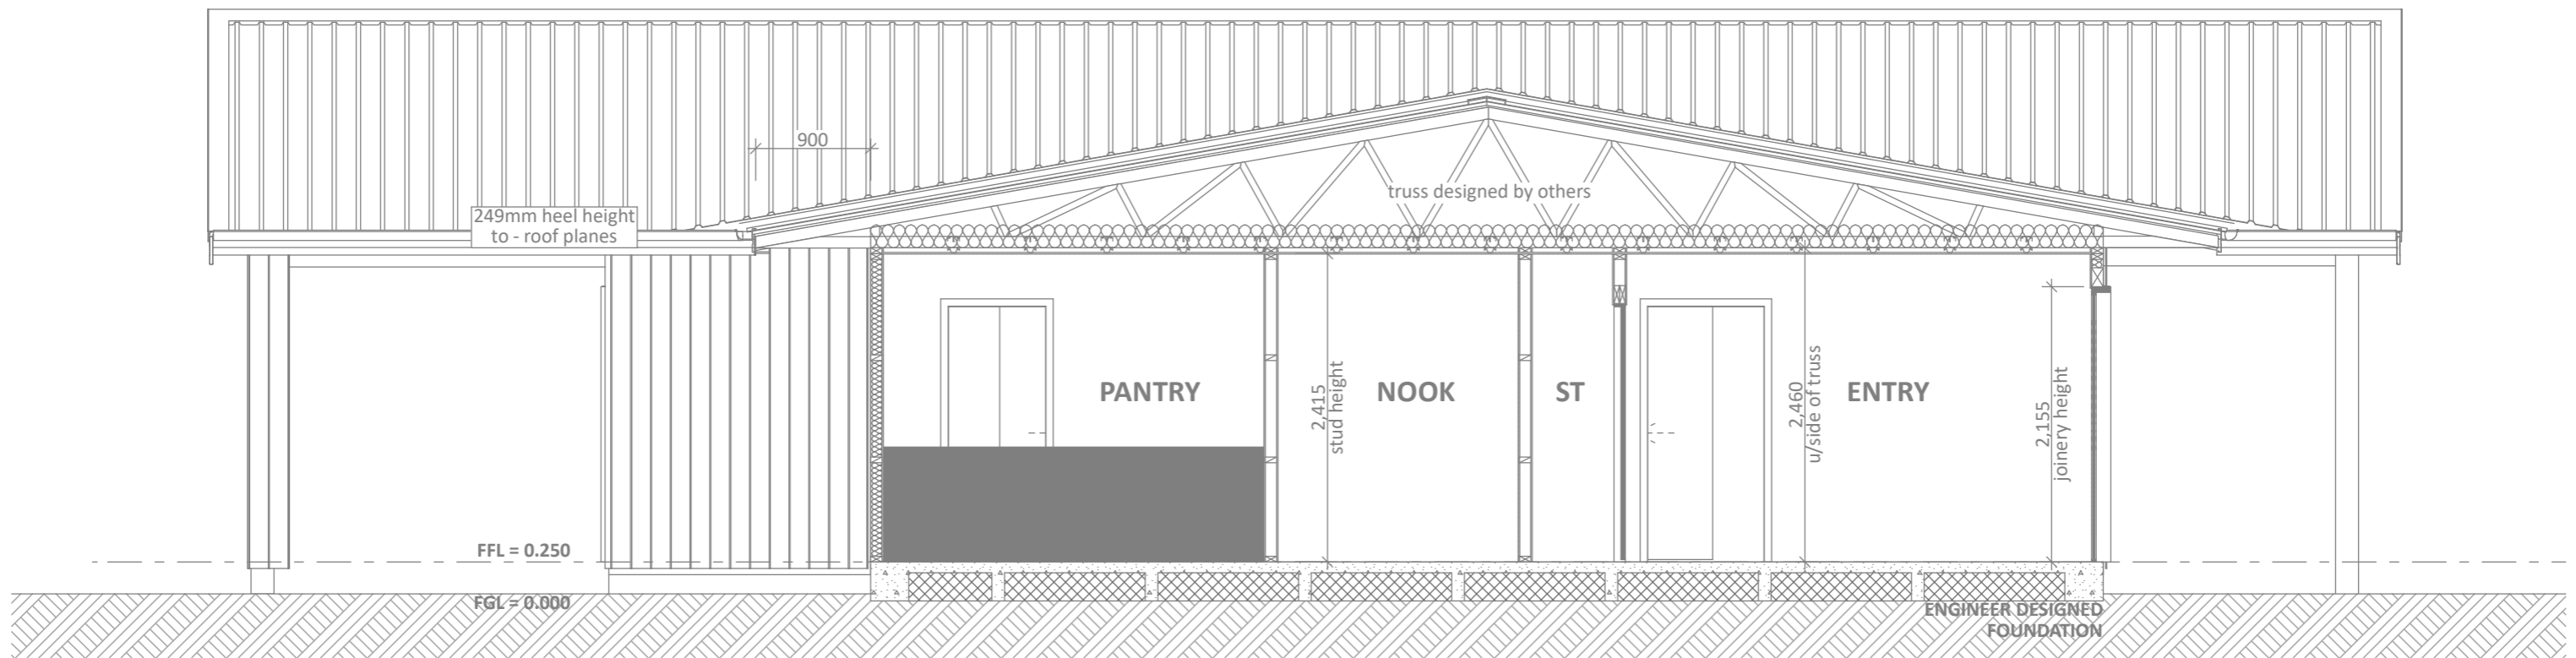 900
truss designed by others
249mm heel height
to - roof planes
PANTRY
NOOK
ST
ENTRY
2,415
stud height
2,460
u/side of truss
2,155
joinery height
FFL = 0.250
FGL = 0.000
ENGINEER DESIGNED
FOUNDATION